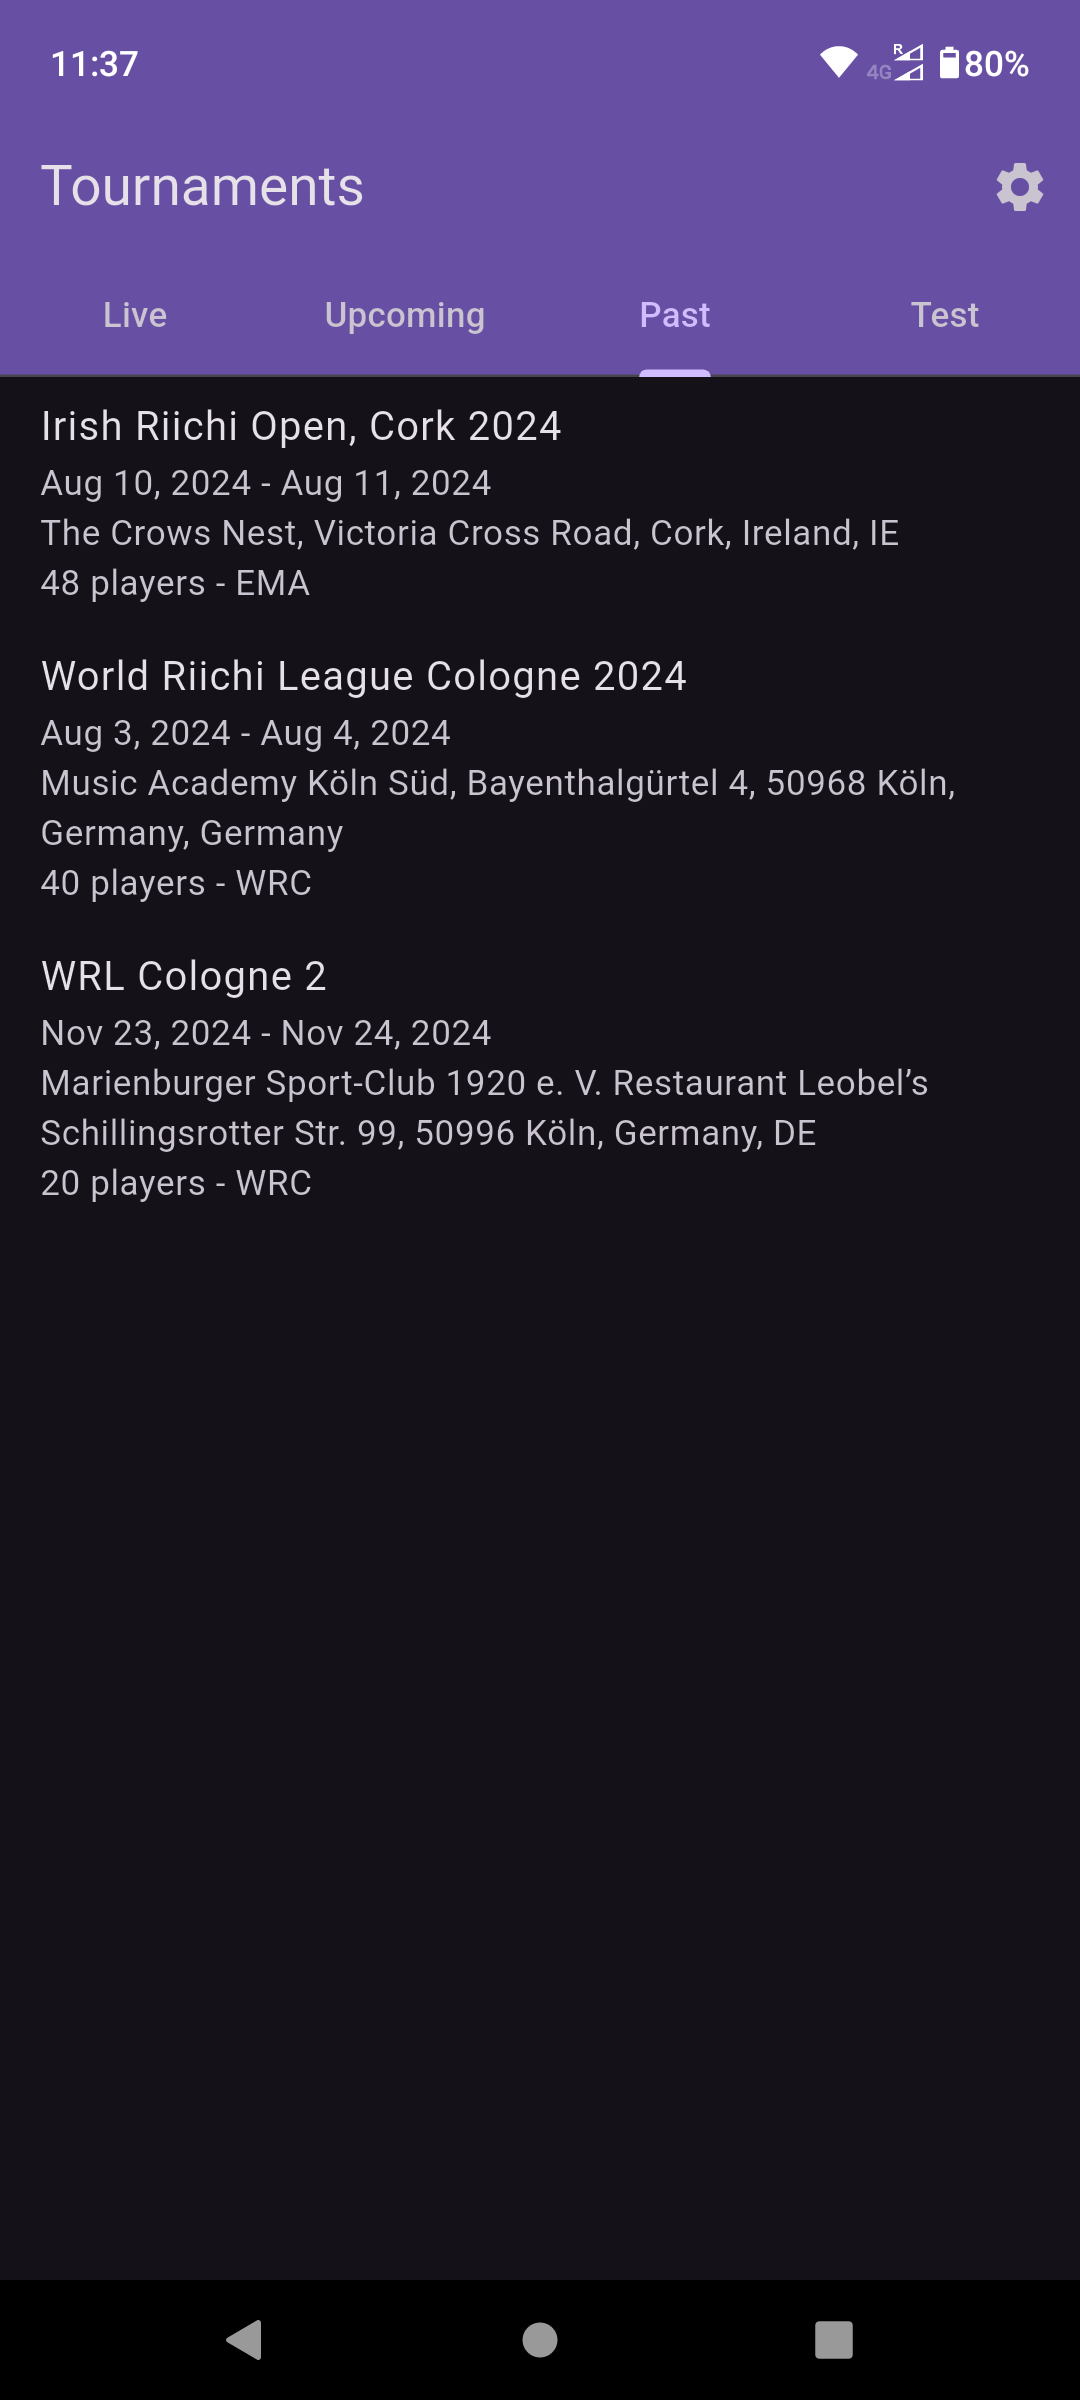 11:37
4G R 80%
Tournaments
Live Upcoming Past Test
Irish Riichi Open, Cork 2024
Aug 10, 2024 - Aug 11, 2024
The Crows Nest, Victoria Cross Road, Cork, Ireland, IE
48 players - EMA
World Riichi League Cologne 2024
Aug 3, 2024 - Aug 4, 2024
Music Academy Köln Süd, Bayenthalgürtel 4, 50968 Köln,
Germany, Germany
40 players - WRC
WRL Cologne 2
Nov 23, 2024 - Nov 24, 2024
Marienburger Sport-Club 1920 e. V. Restaurant Leobel’s
Schillingsrotter Str. 99, 50996 Köln, Germany, DE
20 players - WRC